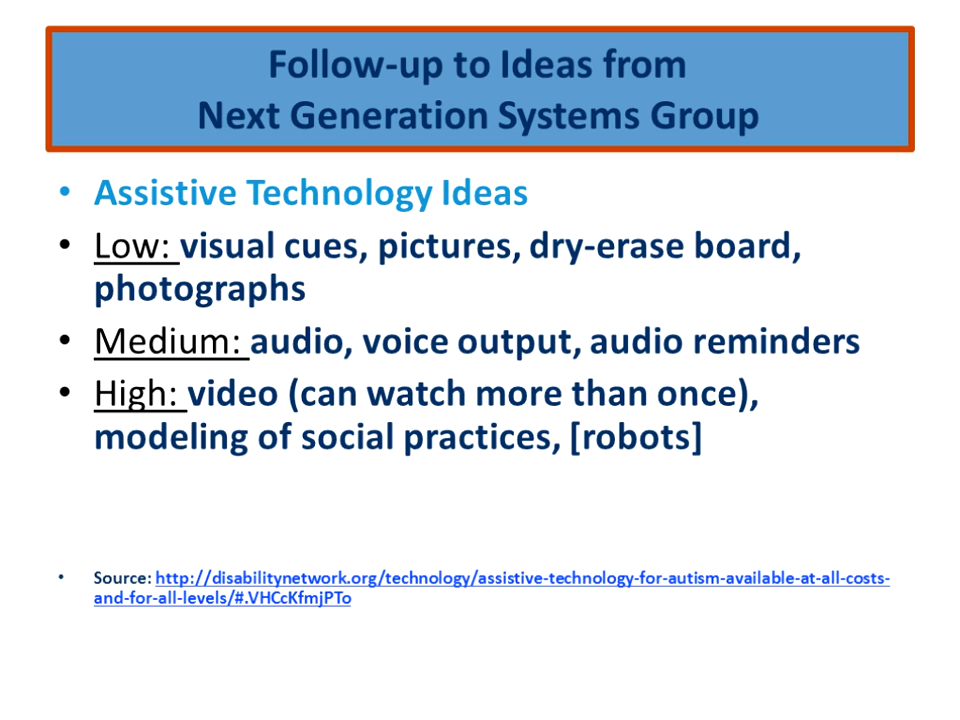 Follow-up to Ideas from
Next Generation Systems Group
• Assistive Technology Ideas
• Low: visual cues, pictures, dry-erase board,
photographs
• Medium: audio, voice output, audio reminders
• High: video (can watch more than once),
modeling of social practices, [robots]
• Source: http://disabilitynetwork.org/technology/assistive-technology-for-autism-available-at-all-costs-
and-for-all-levels/#.VHCcKfmjPTo